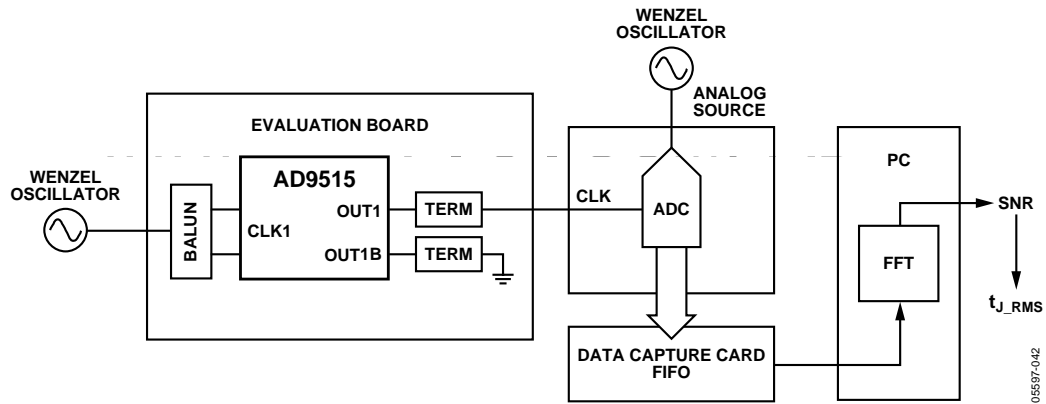 WENZEL
OSCILLATOR
ANALOG
SOURCE
EVALUATION BOARD
PC
WENZEL
OSCILLATOR
BALUN
AD9515
CLK1
OUT1
OUT1B
TERM
TERM
CLK
ADC
SNR
FFT
tJ_RMS
DATA CAPTURE CARD
FIFO
05597-042